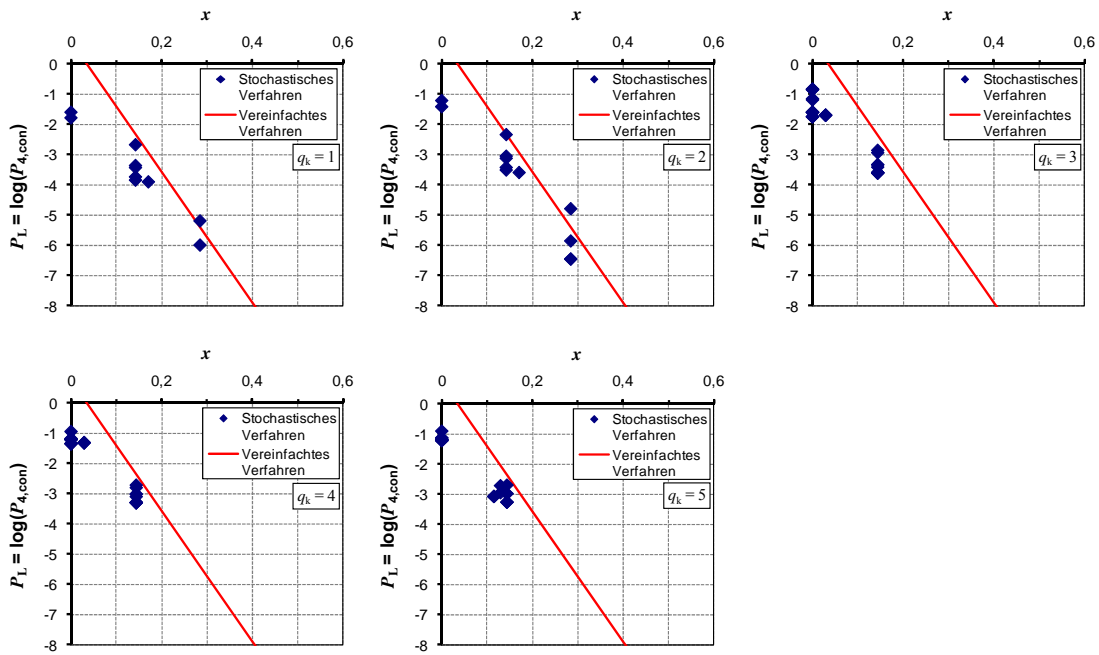 x
0 0,2 0,4 0,6
0
-1
-2
-3
-4
-5
-6
-7
-8
P_L = log(P_4,con)
Stochastisches
Verfahren
Vereinfachtes
Verfahren
q_k = 1
x
0 0,2 0,4 0,6
0
-1
-2
-3
-4
-5
-6
-7
-8
P_L = log(P_4,con)
Stochastisches
Verfahren
Vereinfachtes
Verfahren
q_k = 2
x
0 0,2 0,4 0,6
0
-1
-2
-3
-4
-5
-6
-7
-8
P_L = log(P_4,con)
Stochastisches
Verfahren
Vereinfachtes
Verfahren
q_k = 3
x
0 0,2 0,4 0,6
0
-1
-2
-3
-4
-5
-6
-7
-8
P_L = log(P_4,con)
Stochastisches
Verfahren
Vereinfachtes
Verfahren
q_k = 4
x
0 0,2 0,4 0,6
0
-1
-2
-3
-4
-5
-6
-7
-8
P_L = log(P_4,con)
Stochastisches
Verfahren
Vereinfachtes
Verfahren
q_k = 5